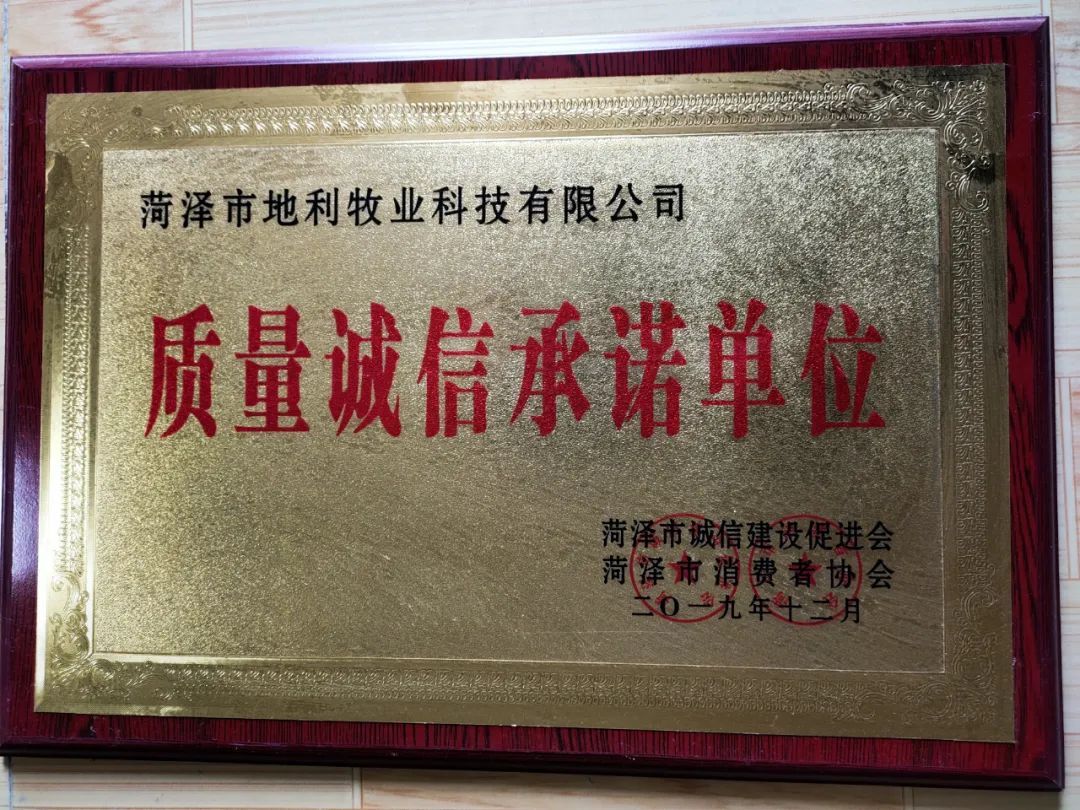 菏泽市地利牧业科技有限公司
质量诚信承诺单位
菏泽市诚信建设促进会
菏泽市消费者协会
二〇一九年十二月